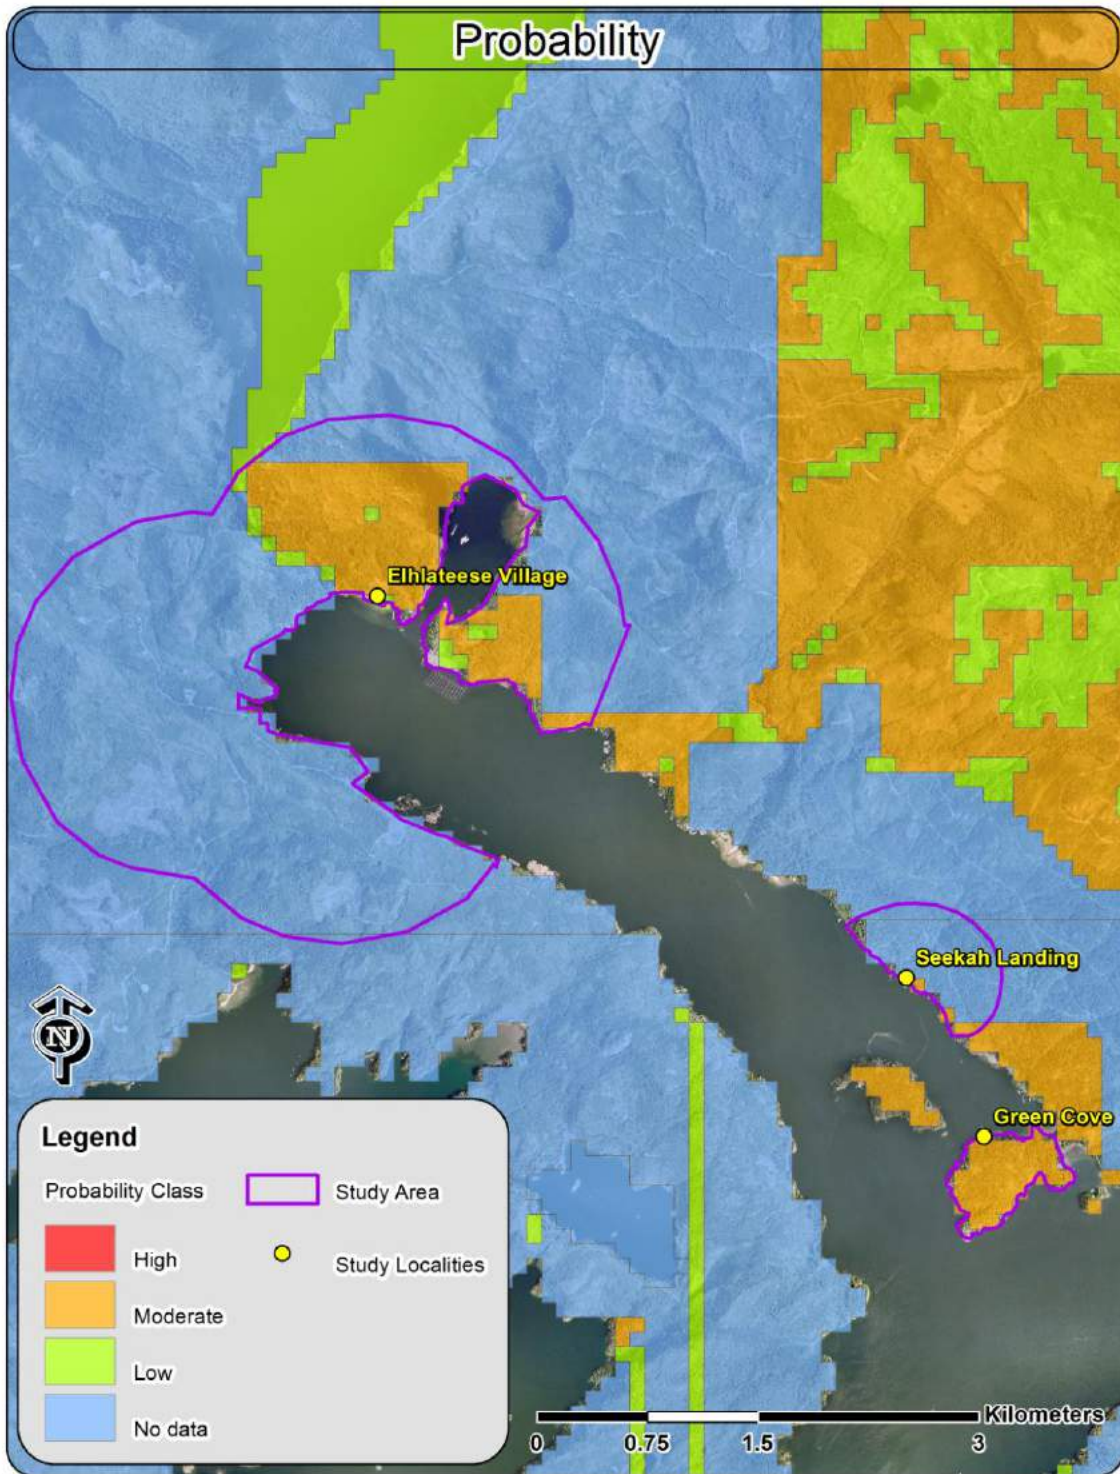 Probability
Elhlateese Village
Seekah Landing
Green Cove
N
Legend
Probability Class
Study Area
High
Study Localities
Moderate
Low
No data
Kilometers
0 0.75 1.5 3